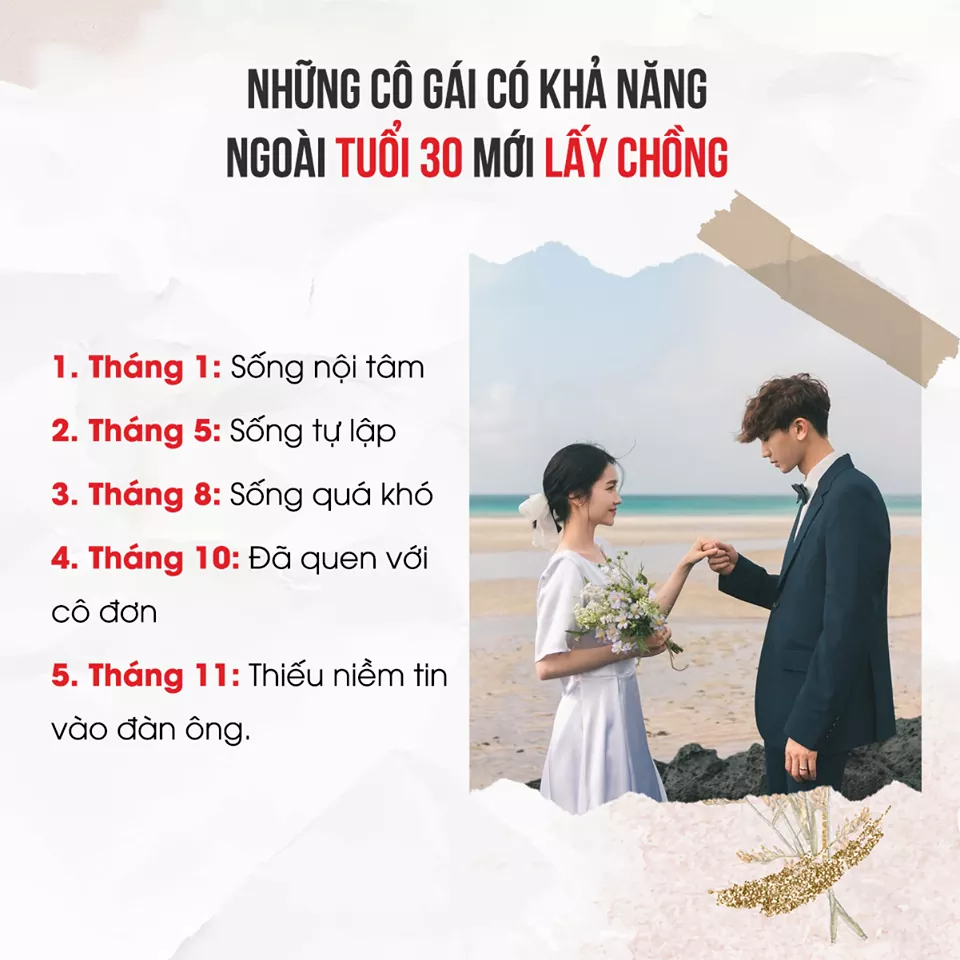 NHỮNG CÔ GÁI CÓ KHẢ NĂNG
NGOÀI TUỔI 30 MỚI LẤY CHỒNG
1. Tháng 1: Sống nội tâm
2. Tháng 5: Sống tự lập
3. Tháng 8: Sống quá khó
4. Tháng 10: Đã quen với
cô đơn
5. Tháng 11: Thiếu niềm tin
vào đàn ông.